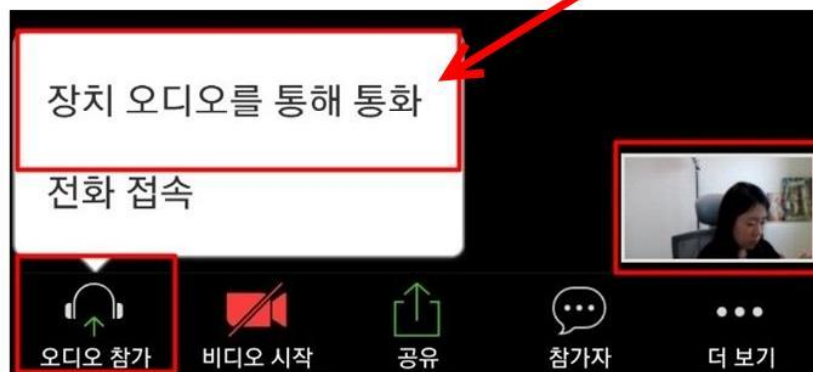 장치 오디오를 통해 통화
전화 접속
오디오 참가
비디오 시작
공유
참가자
더 보기